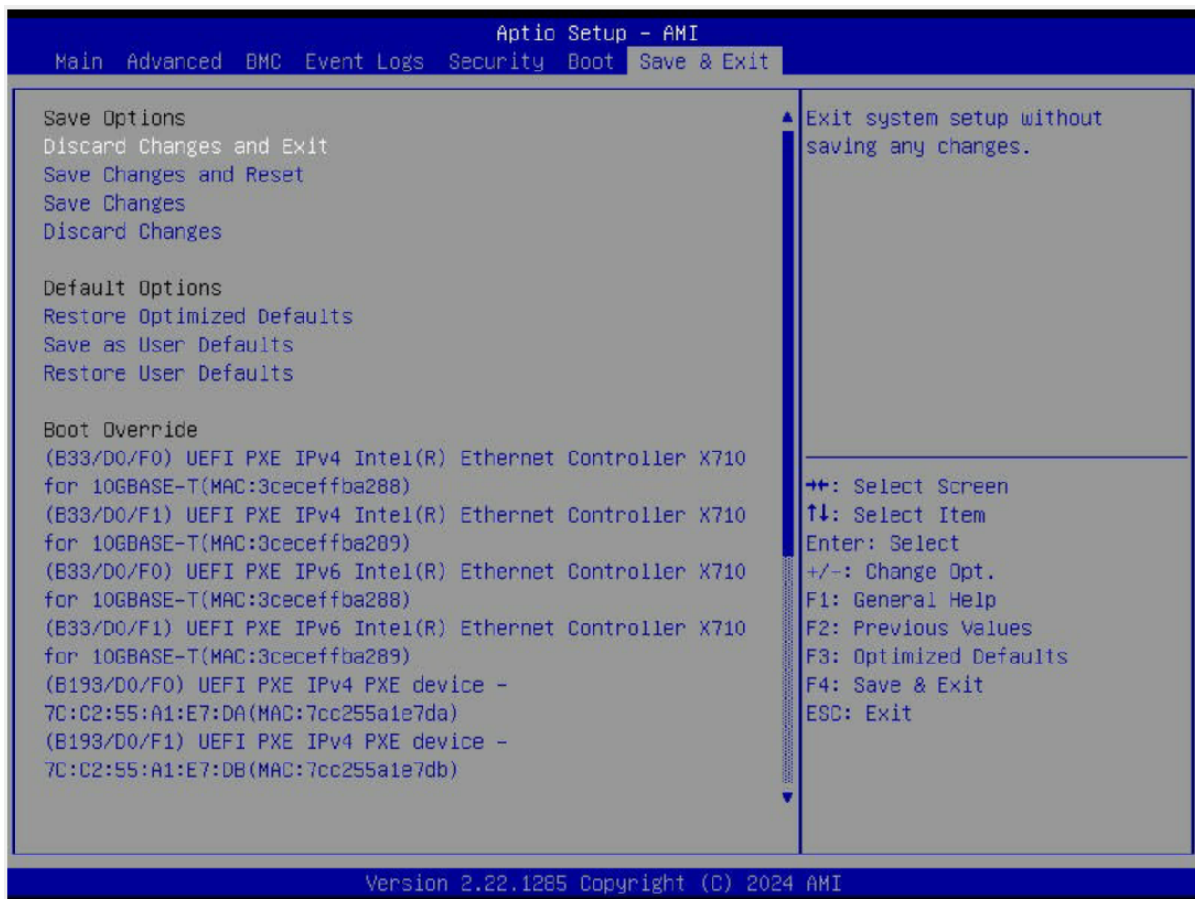 Aptio Setup – AMI
Main Advanced BMC Event Logs Security Boot Save & Exit
Save Options
Discard Changes and Exit
Save Changes and Reset
Save Changes
Discard Changes
Default Options
Restore Optimized Defaults
Save as User Defaults
Restore User Defaults
Boot Override
(B33/D0/F0) UEFI PXE IPv4 Intel(R) Ethernet Controller X710
for 10GBASE-T(MAC:3ceceffba288)
(B33/D0/F1) UEFI PXE IPv4 Intel(R) Ethernet Controller X710
for 10GBASE-T(MAC:3ceceffba289)
(B33/D0/F0) UEFI PXE IPv6 Intel(R) Ethernet Controller X710
for 10GBASE-T(MAC:3ceceffba288)
(B33/D0/F1) UEFI PXE IPv6 Intel(R) Ethernet Controller X710
for 10GBASE-T(MAC:3ceceffba289)
(B193/D0/F0) UEFI PXE IPv4 PXE device –
7C:C2:55:A1:E7:DA(MAC:7cc255a1e7da)
(B193/D0/F1) UEFI PXE IPv4 PXE device –
7C:C2:55:A1:E7:DB(MAC:7cc255a1e7db)
Exit system setup without
saving any changes.
→←: Select Screen
↑↓: Select Item
Enter: Select
+/-: Change Opt.
F1: General Help
F2: Previous Values
F3: Optimized Defaults
F4: Save & Exit
ESC: Exit
Version 2.22.1285 Copyright (C) 2024 AMI